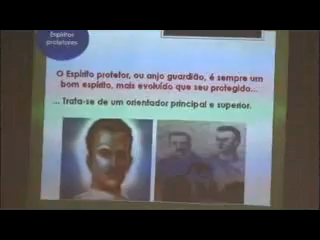 Espíritos
protetores
O Espírito protetor, ou anjo guardião, é sempre um
bom espírito, mais evoluído que seu protegido...
... Trata-se de um orientador principal e superior.